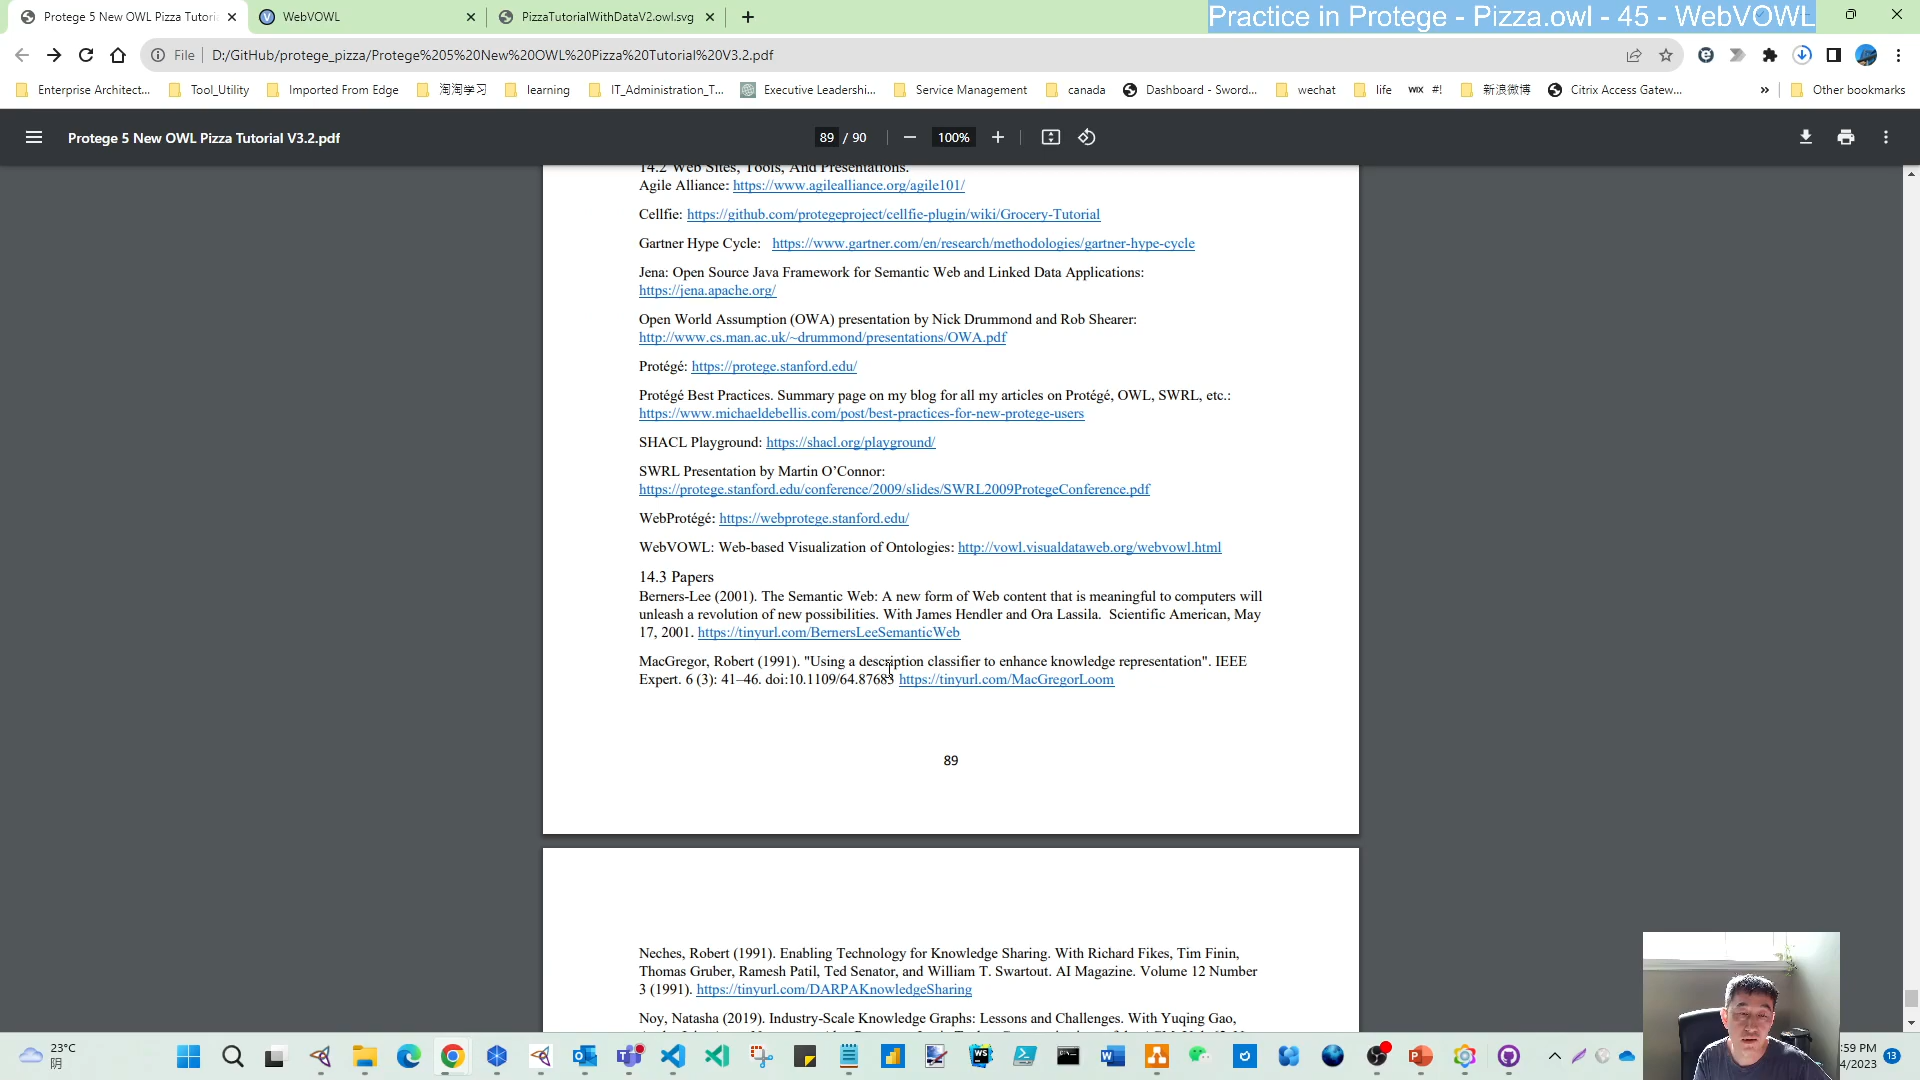 Protege 5 New OWL Pizza Tutori
WebVOWL
PizzaTutorialWithDataV2.owl.svg
Practice in Protege - Pizza.owl - 45 - WebVOWL
File
D:/GitHub/protege_pizza/Protege%205%20New%20OWL%20Pizza%20Tutorial%20V3.2.pdf
Enterprise Architect...
Tool_Utility
Imported From Edge
淘淘学习
learning
IT_Administration_T...
Executive Leadershi...
Service Management
canada
Dashboard - Sword...
wechat
life
WIX
#!
新浪微博
Citrix Access Gatew...
»
Other bookmarks
Protege 5 New OWL Pizza Tutorial V3.2.pdf
89 / 90
100%
14.2 Web Sites, Tools, And Presentations.
Agile Alliance: https://www.agilealliance.org/agile101/
Cellfie: https://github.com/protegeproject/cellfie-plugin/wiki/Grocery-Tutorial
Gartner Hype Cycle: https://www.gartner.com/en/research/methodologies/gartner-hype-cycle
Jena: Open Source Java Framework for Semantic Web and Linked Data Applications:
https://jena.apache.org/
Open World Assumption (OWA) presentation by Nick Drummond and Rob Shearer:
http://www.cs.man.ac.uk/~drummond/presentations/OWA.pdf
Protégé: https://protege.stanford.edu/
Protégé Best Practices. Summary page on my blog for all my articles on Protégé, OWL, SWRL, etc.:
https://www.michaeldebellis.com/post/best-practices-for-new-protege-users
SHACL Playground: https://shacl.org/playground/
SWRL Presentation by Martin O’Connor:
https://protege.stanford.edu/conference/2009/slides/SWRL2009ProtegeConference.pdf
WebProtégé: https://webprotege.stanford.edu/
WebVOWL: Web-based Visualization of Ontologies: http://vowl.visualdataweb.org/webvowl.html
14.3 Papers
Berners-Lee (2001). The Semantic Web: A new form of Web content that is meaningful to computers will
unleash a revolution of new possibilities. With James Hendler and Ora Lassila. Scientific American, May
17, 2001. https://tinyurl.com/BernersLeeSemanticWeb
MacGregor, Robert (1991). "Using a description classifier to enhance knowledge representation". IEEE
Expert. 6 (3): 41–46. doi:10.1109/64.87683 https://tinyurl.com/MacGregorLoom
89
Neches, Robert (1991). Enabling Technology for Knowledge Sharing. With Richard Fikes, Tim Finin,
Thomas Gruber, Ramesh Patil, Ted Senator, and William T. Swartout. AI Magazine. Volume 12 Number
3 (1991). https://tinyurl.com/DARPAKnowledgeSharing
Noy, Natasha (2019). Industry-Scale Knowledge Graphs: Lessons and Challenges. With Yuqing Gao,
23°C
阴
:59 PM
4/2023
13